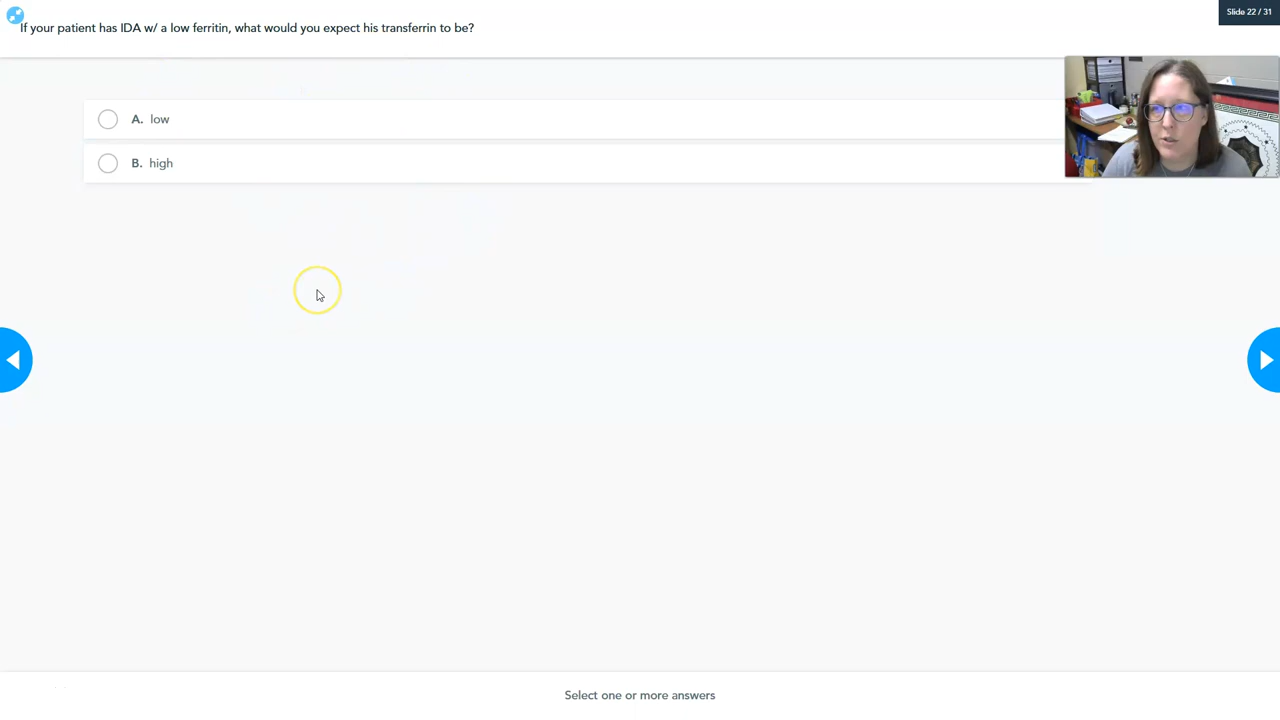 Slide 22 / 31
If your patient has IDA w/ a low ferritin, what would you expect his transferrin to be?
A. low
B. high
Select one or more answers